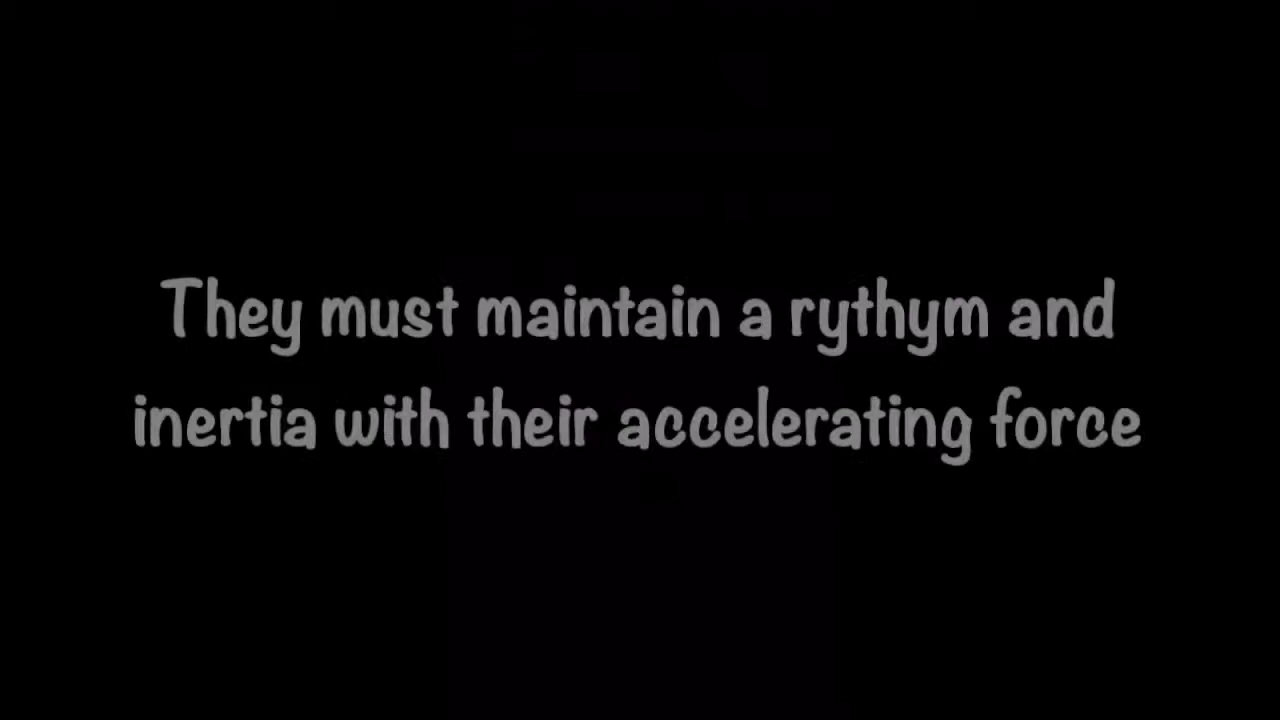 They must maintain a rythym and
inertia with their accelerating force